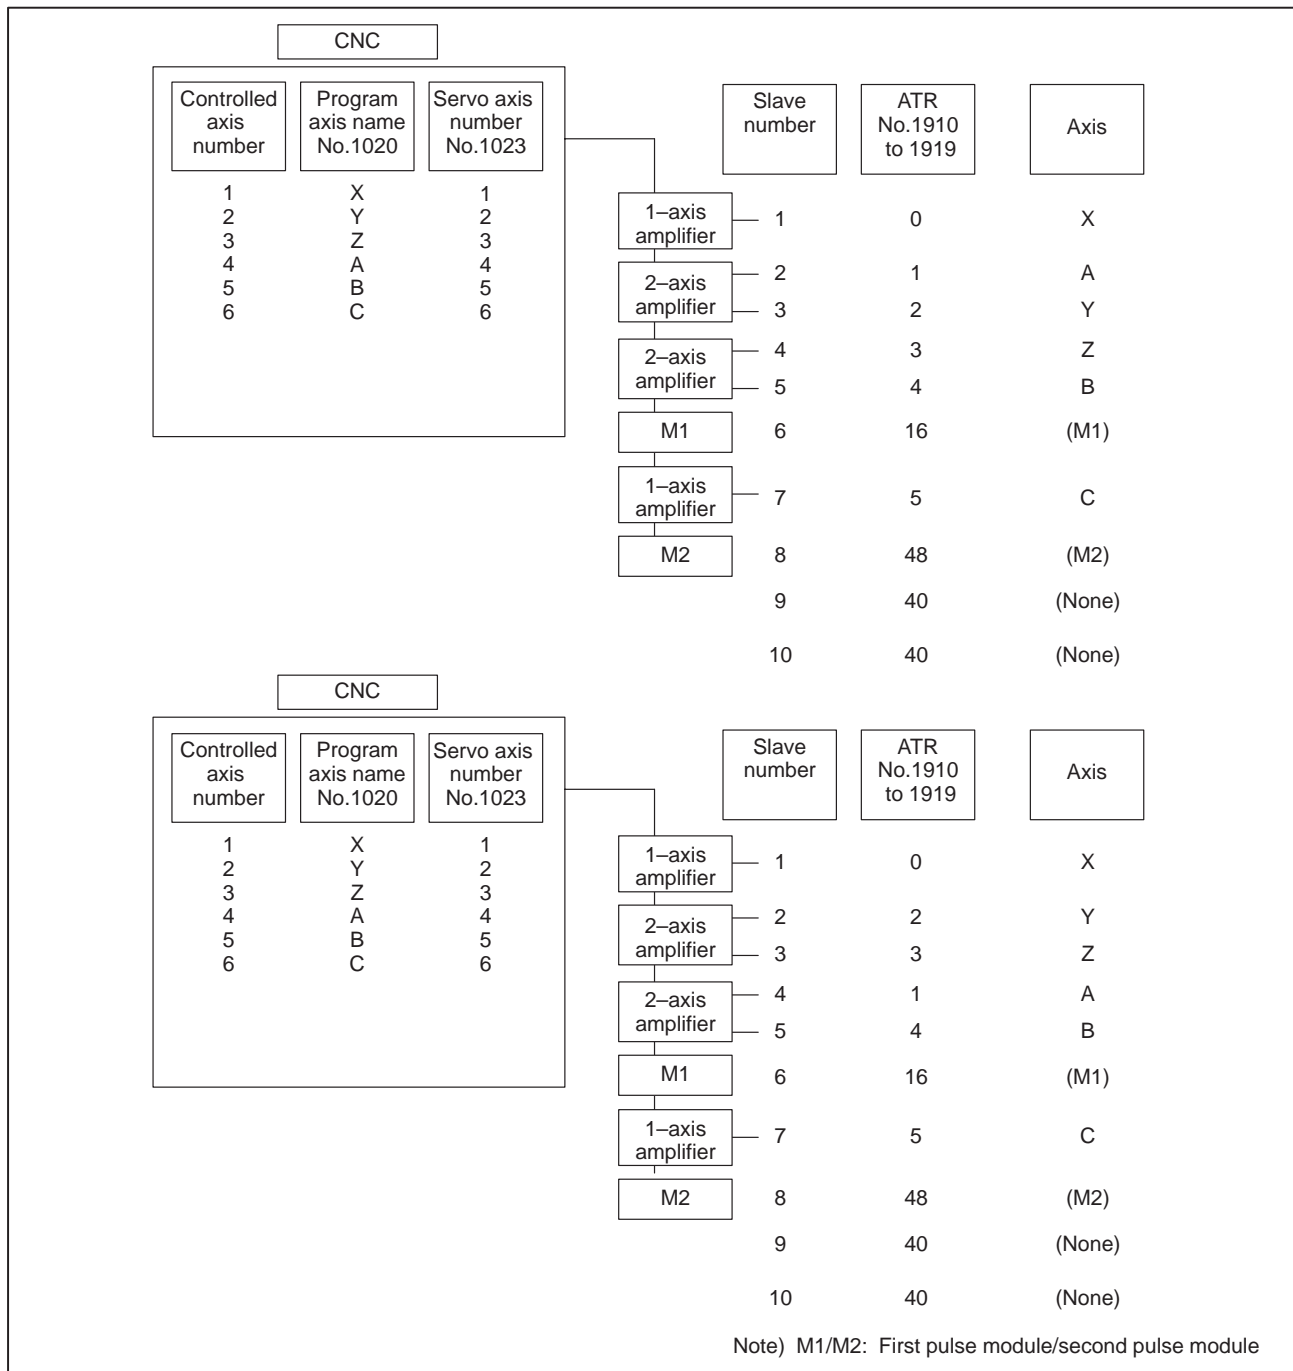 CNC
Controlled axis number
Program axis name No.1020
Servo axis number No.1023
1 X 1
2 Y 2
3 Z 3
4 A 4
5 B 5
6 C 6
Slave number
ATR No.1910 to 1919
Axis
1–axis amplifier 1 0 X
2–axis amplifier
2 1 A
3 2 Y
2–axis amplifier
4 3 Z
5 4 B
M1 6 16 (M1)
1–axis amplifier 7 5 C
M2 8 48 (M2)
9 40 (None)
10 40 (None)
CNC
Controlled axis number
Program axis name No.1020
Servo axis number No.1023
1 X 1
2 Y 2
3 Z 3
4 A 4
5 B 5
6 C 6
Slave number
ATR No.1910 to 1919
Axis
1–axis amplifier 1 0 X
2–axis amplifier
2 2 Y
3 3 Z
2–axis amplifier
4 1 A
5 4 B
M1 6 16 (M1)
1–axis amplifier 7 5 C
M2 8 48 (M2)
9 40 (None)
10 40 (None)
Note) M1/M2: First pulse module/second pulse module